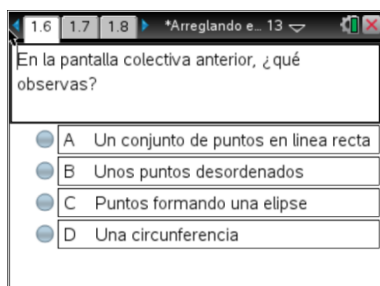 1.6 1.7 1.8 *Arreglando e... 13
En la pantalla colectiva anterior, ¿qué
observas?
A Un conjunto de puntos en linea recta
B Unos puntos desordenados
C Puntos formando una elipse
D Una circunferencia